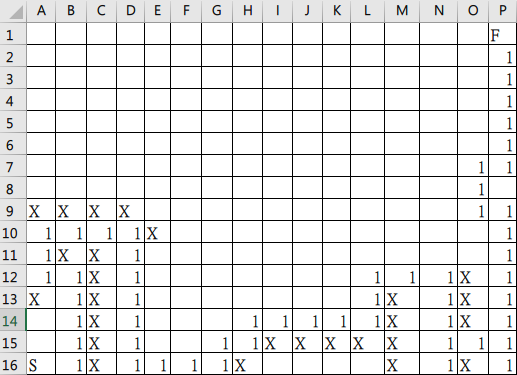 A B C D E F G H I J K L M N O P
1 F
2 1
3 1
4 1
5 1
6 1
7 1 1
8 1
9 X X X X 1 1
10 1 1 1 1 X 1
11 1 X X 1 1
12 1 1 X 1 1 1 1 X 1
13 X 1 X 1 1 X 1 X 1
14 1 X 1 1 1 1 1 1 X 1 X 1
15 1 X 1 1 1 X X X X X 1 1 1
16 S 1 X 1 1 1 1 X X 1 X 1